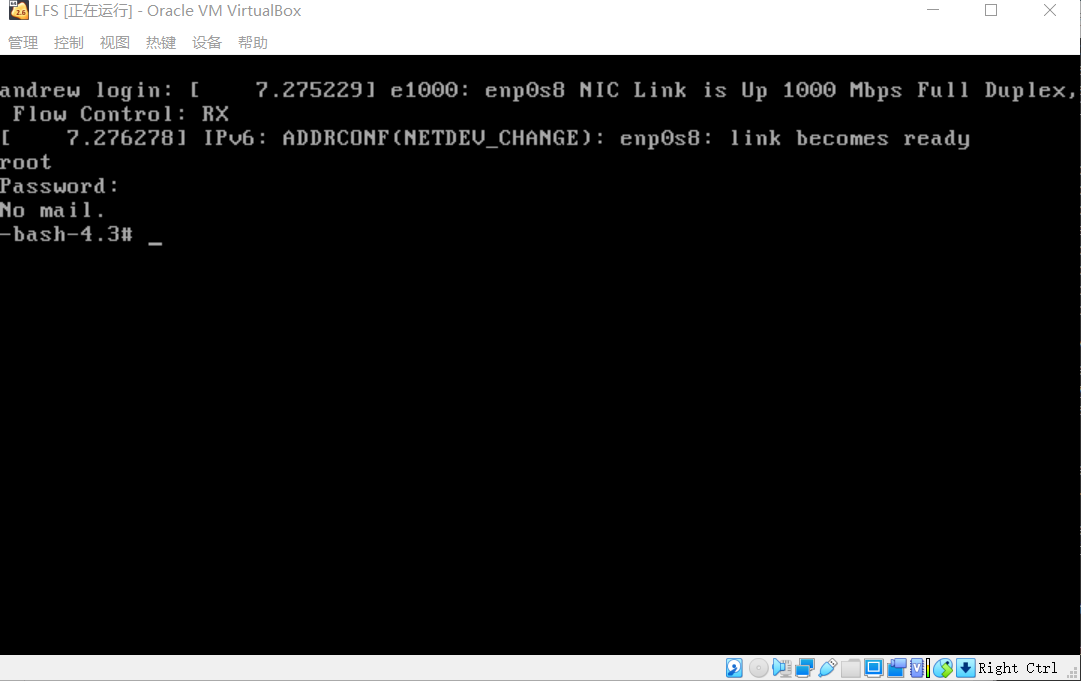 LFS [正在运行] - Oracle VM VirtualBox
管理 控制 视图 热键 设备 帮助
andrew login: [    7.275229] e1000: enp0s8 NIC Link is Up 1000 Mbps Full Duplex,
 Flow Control: RX
[    7.276278] IPv6: ADDRCONF(NETDEV_CHANGE): enp0s8: link becomes ready
root
Password:
No mail.
-bash-4.3# _
Right Ctrl